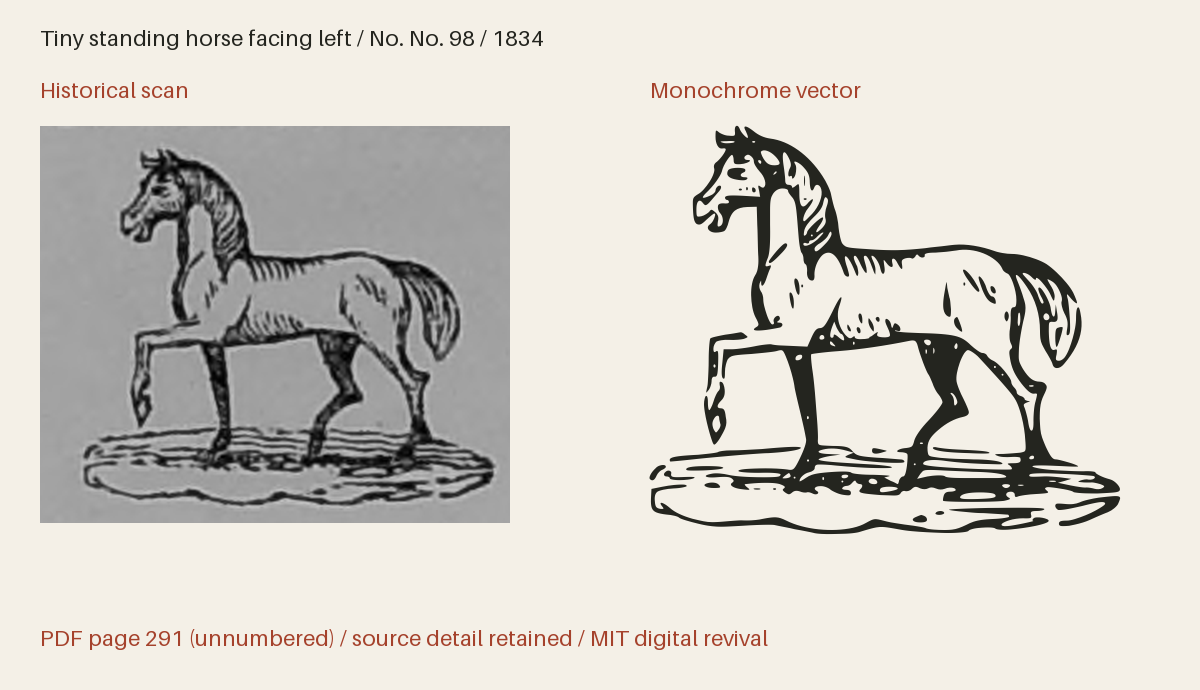 Tiny standing horse facing left / No. No. 98 / 1834
Historical scan
Monochrome vector
PDF page 291 (unnumbered) / source detail retained / MIT digital revival